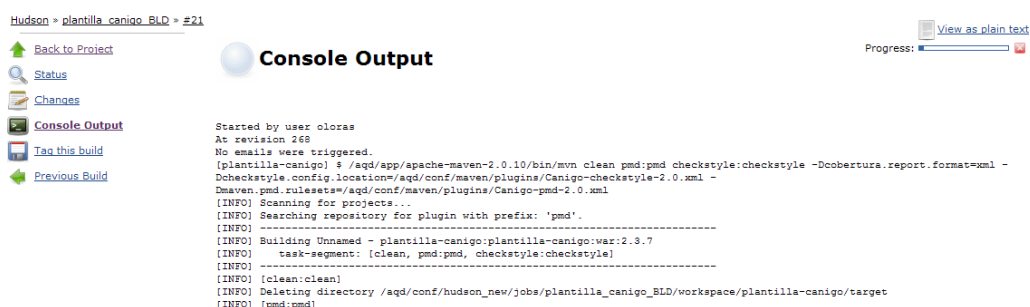 Hudson » plantilla_canigo_BLD » #21
View as plain text
Back to Project
Progress:
Console Output
Status
Changes
Console Output
Tag this build
Previous Build
Started by user oloras
At revision 268
No emails were triggered.
[plantilla-canigo] $ /aqd/app/apache-maven-2.0.10/bin/mvn clean pmd:pmd checkstyle:checkstyle -Dcobertura.report.format=xml -
Dcheckstyle.config.location=/aqd/conf/maven/plugins/Canigo-checkstyle-2.0.xml -
Dmaven.pmd.rulesets=/aqd/conf/maven/plugins/Canigo-pmd-2.0.xml
[INFO] Scanning for projects...
[INFO] Searching repository for plugin with prefix: 'pmd'.
[INFO] ------------------------------------------------------------------------
[INFO] Building Unnamed - plantilla-canigo:plantilla-canigo:war:2.3.7
[INFO]    task-segment: [clean, pmd:pmd, checkstyle:checkstyle]
[INFO] ------------------------------------------------------------------------
[INFO] [clean:clean]
[INFO] Deleting directory /aqd/conf/hudson_new/jobs/plantilla_canigo_BLD/workspace/plantilla-canigo/target
[INFO] [pmd:pmd]